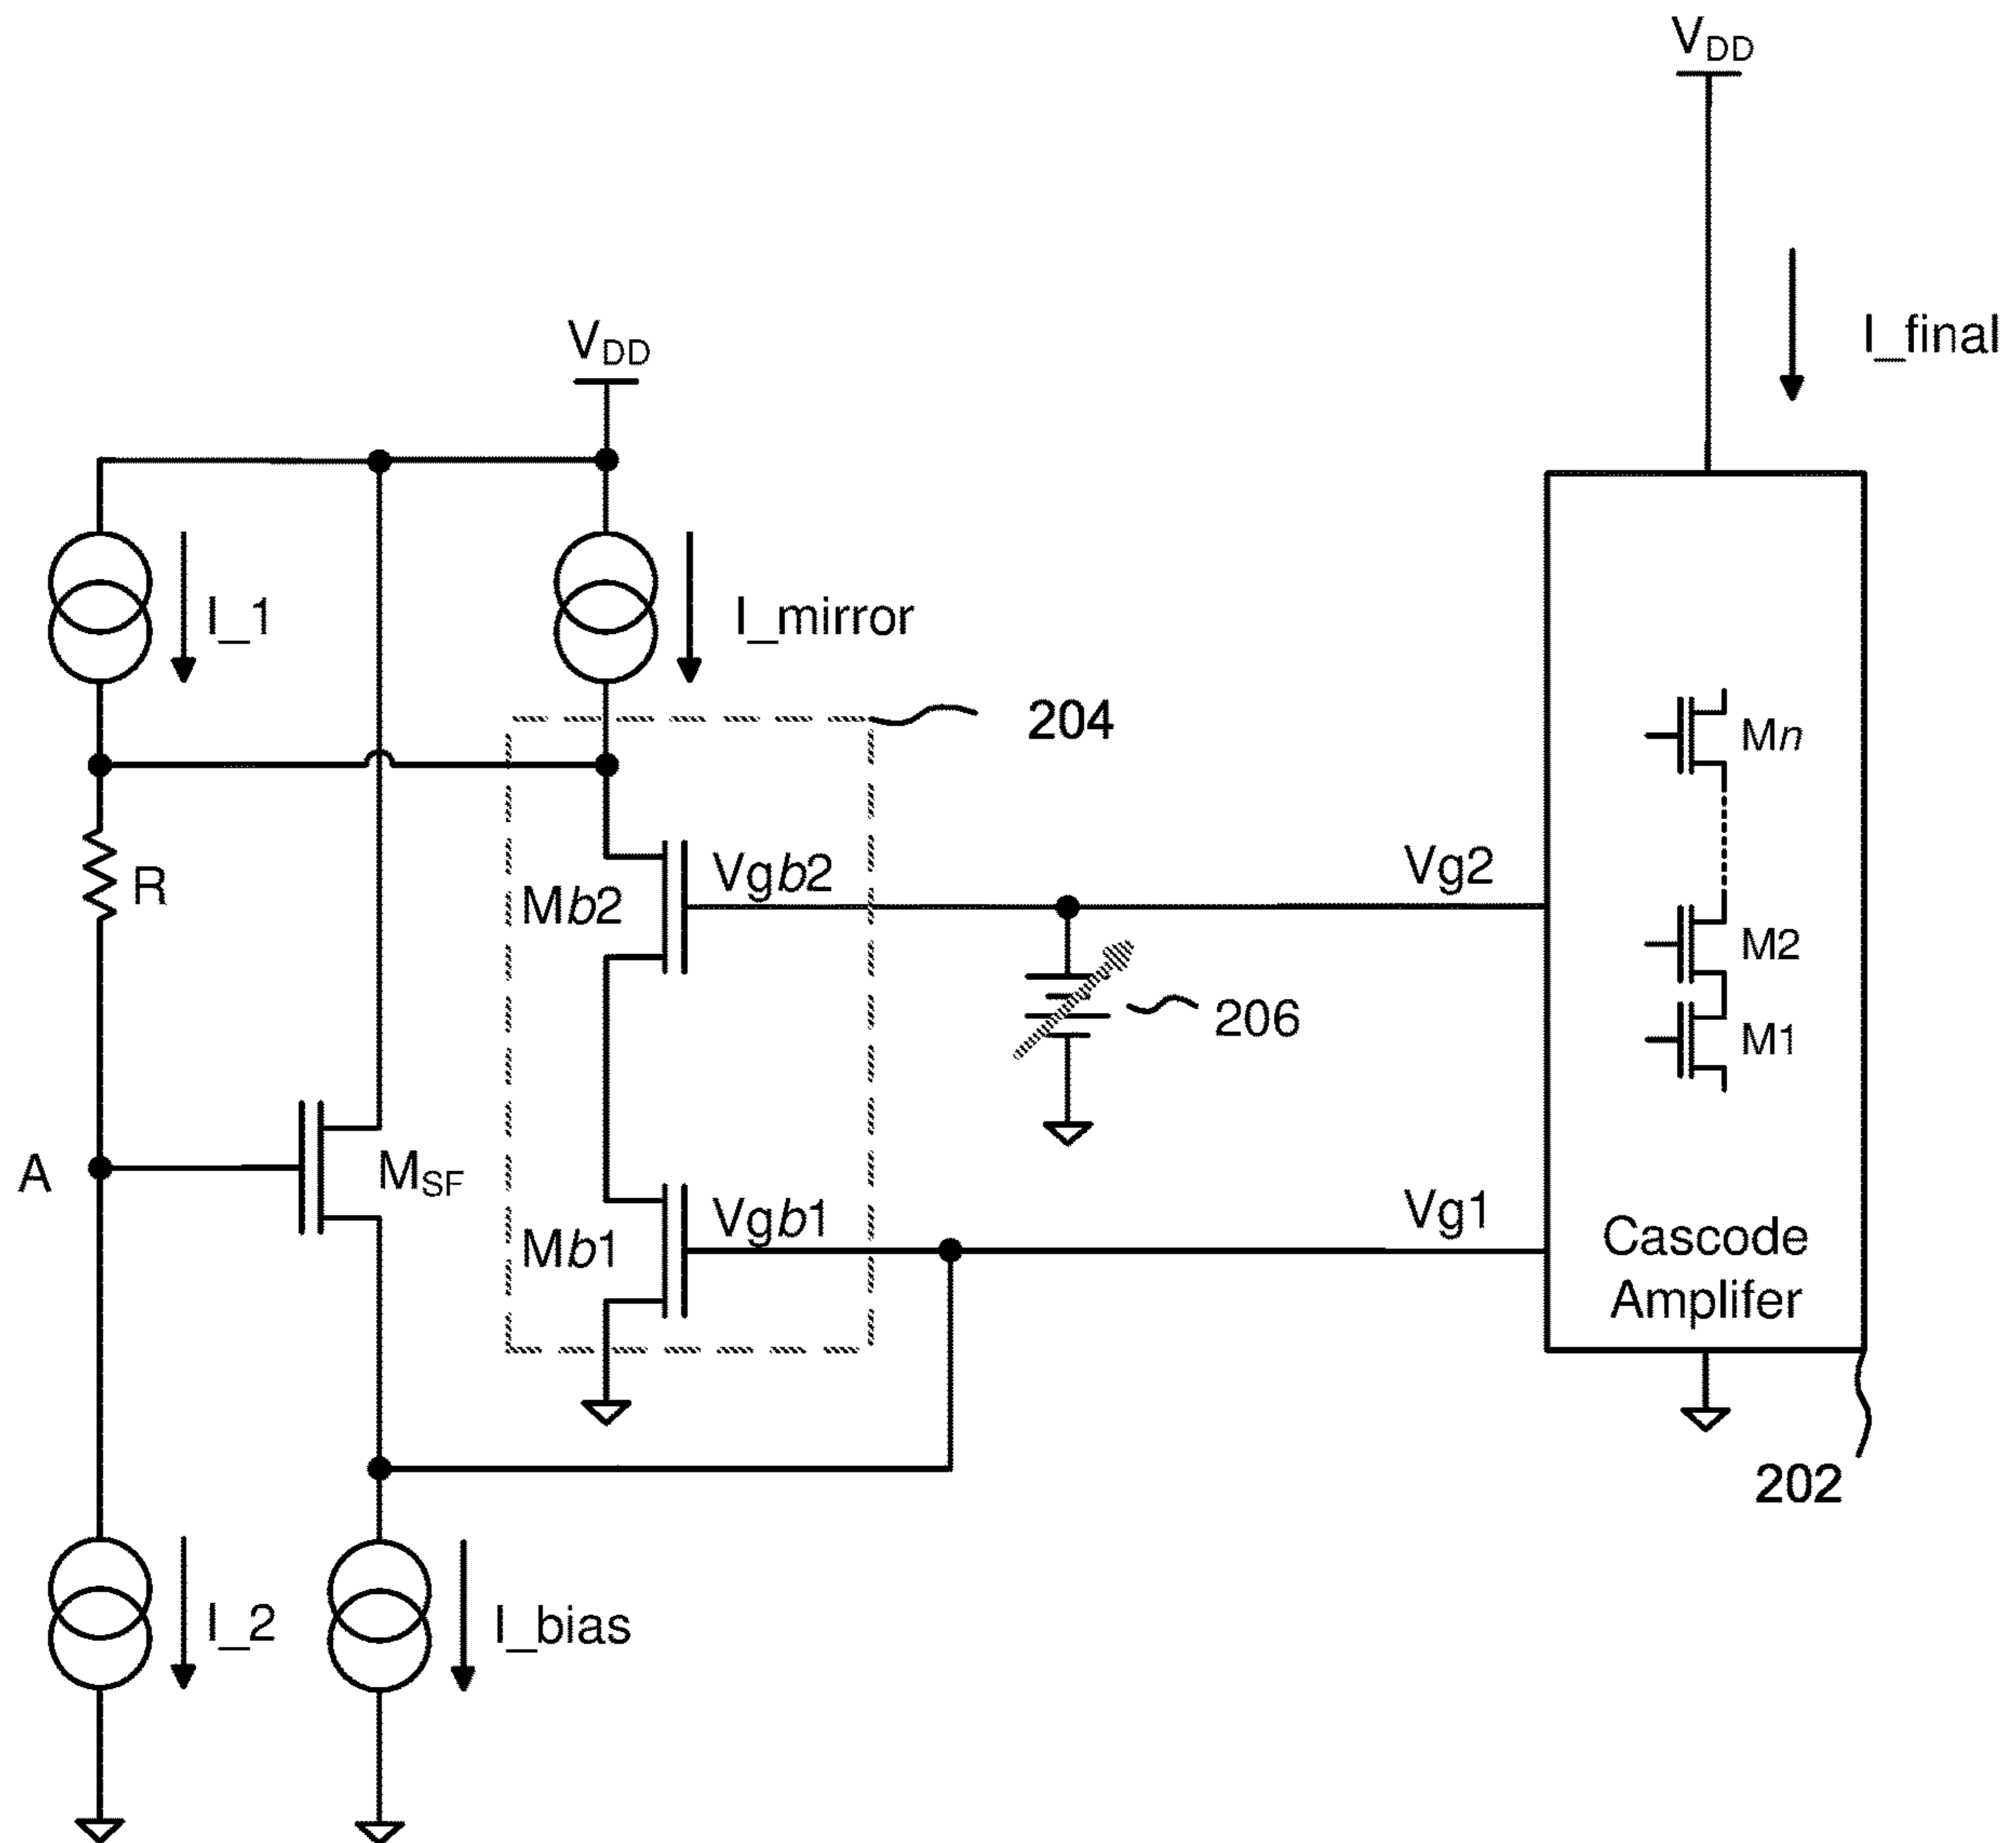 VDD
I_final
VDD
I_1
I_mirror
204
Mn
R
Mb2
Vgb2
Vg2
M2
206
M1
A
MSF
Mb1
Vgb1
Vg1
Cascode
Amplifer
202
I_2
I_bias